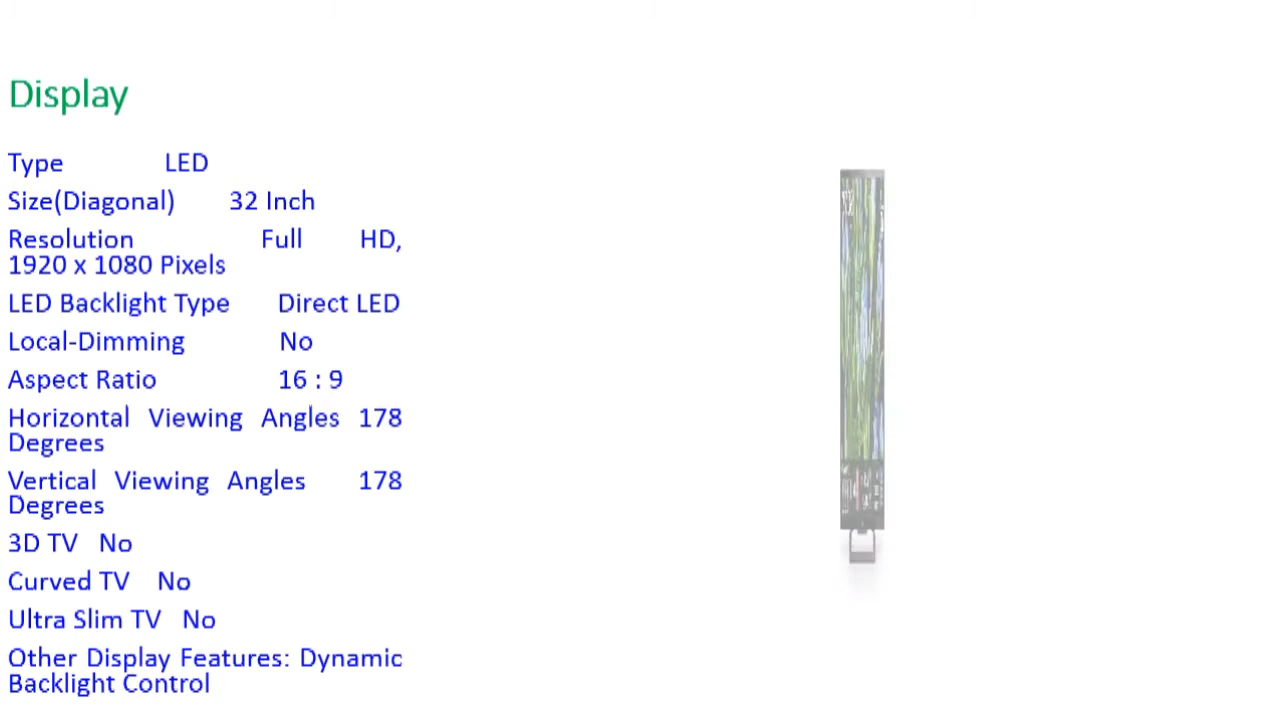 Display
Type LED
Size(Diagonal) 32 Inch
Resolution Full HD,
1920 x 1080 Pixels
LED Backlight Type Direct LED
Local-Dimming No
Aspect Ratio 16 : 9
Horizontal Viewing Angles 178
Degrees
Vertical Viewing Angles 178
Degrees
3D TV No
Curved TV No
Ultra Slim TV No
Other Display Features: Dynamic
Backlight Control